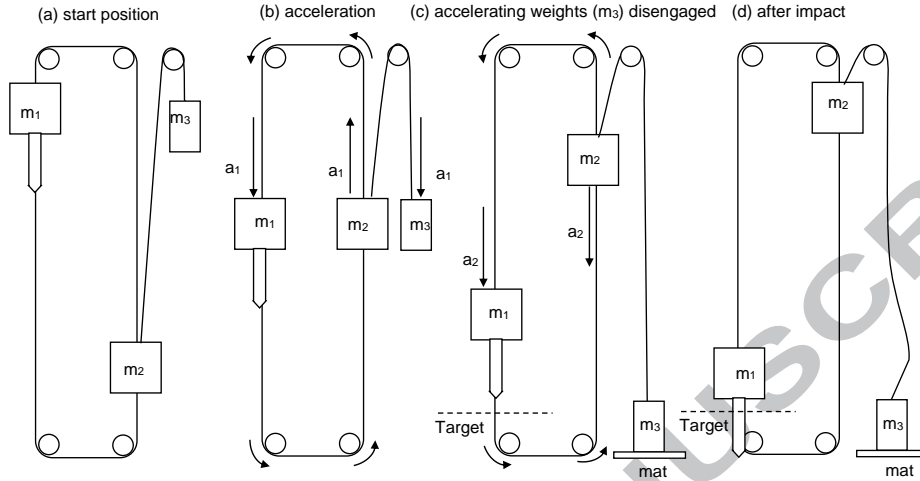 (a) start position
(b) acceleration
(c) accelerating weights (m3) disengaged
(d) after impact
m1
m3
m2
a1
a1
a1
m1
m2
m3
m2
a2
a2
m1
Target
m3
mat
m2
m1
Target
m3
mat